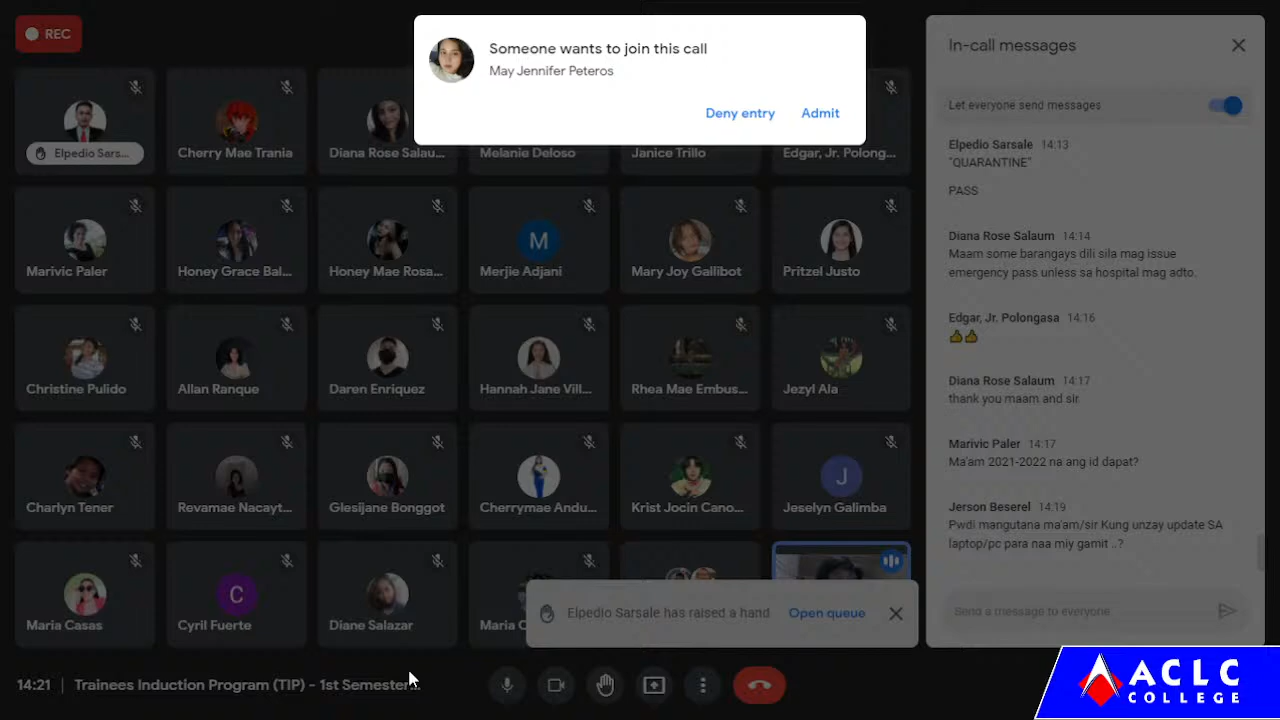 REC
Someone wants to join this call
May Jennifer Peteros
Deny entry
Admit
In-call messages
Let everyone send messages
Elpedio Sars...
Cherry Mae Trania
Diana Rose Salau...
Melanie Deloso
Janice Trillo
Edgar, Jr. Polong...
Marivic Paler
Honey Grace Bal...
Honey Mae Rosa...
M
Merjie Adjani
Mary Joy Gallibot
Pritzel Justo
Christine Pulido
Allan Ranque
Daren Enriquez
Hannah Jane Vill...
Rhea Mae Embus...
Jezyl Ala
Charlyn Tener
Revamae Nacayt...
Glesijane Bonggot
Cherrymae Andu...
Krist Jocin Cano...
J
Jeselyn Galimba
Maria Casas
C
Cyril Fuerte
Diane Salazar
Maria
Elpedio Sarsale has raised a hand
Open queue
Elpedio Sarsale 14:13
"QUARANTINE"
PASS
Diana Rose Salaum 14:14
Maam some barangays dili sila mag issue
emergency pass unless sa hospital mag adto.
Edgar, Jr. Polongasa 14:16
👍👍
Diana Rose Salaum 14:17
thank you maam and sir
Marivic Paler 14:17
Ma'am 2021-2022 na ang id dapat?
Jerson Beserel 14:19
Pwdi mangutana ma'am/sir Kung unzay update SA
laptop/pc para naa miy gamit ..?
Send a message to everyone
14:21 | Trainees Induction Program (TIP) - 1st Semester...
ACLC
COLLEGE